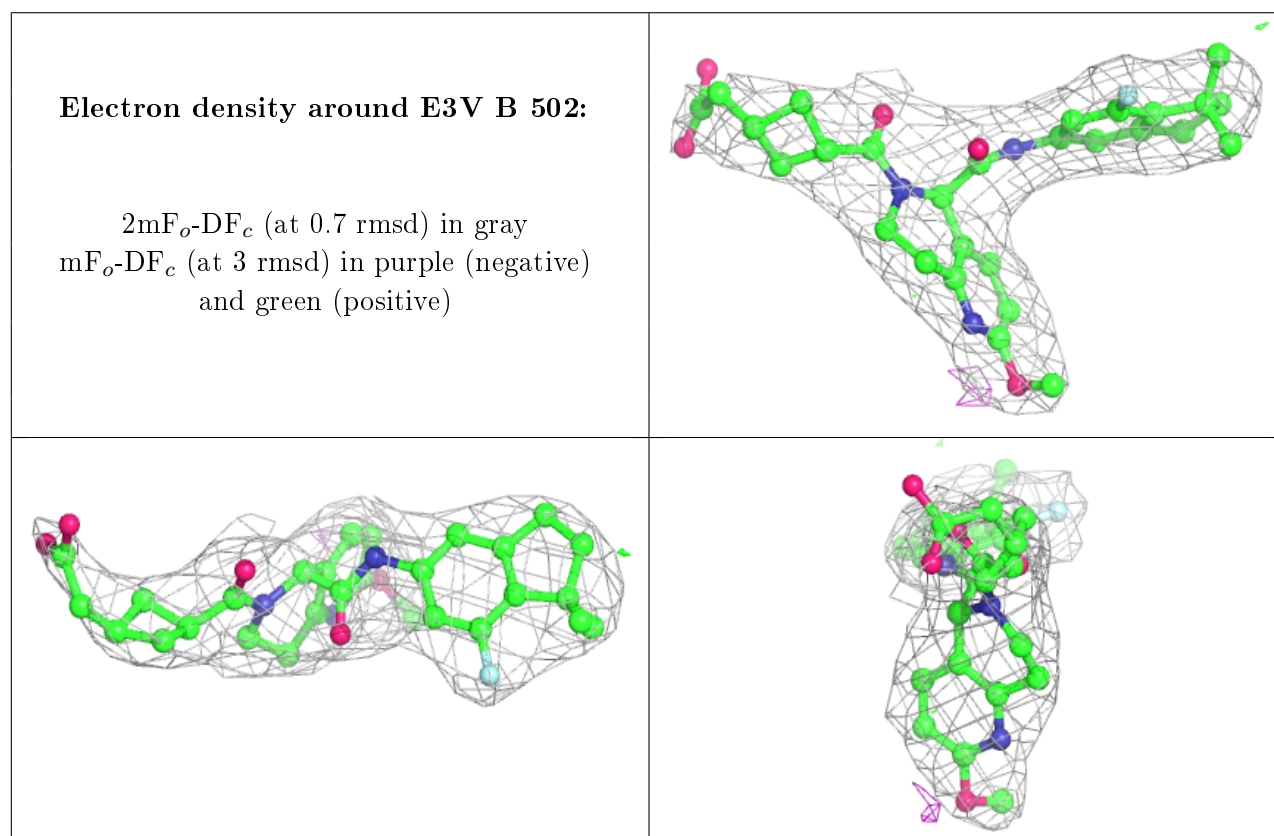 Electron density around E3V B 502:
2mFo-DFc (at 0.7 rmsd) in gray
mFo-DFc (at 3 rmsd) in purple (negative)
and green (positive)